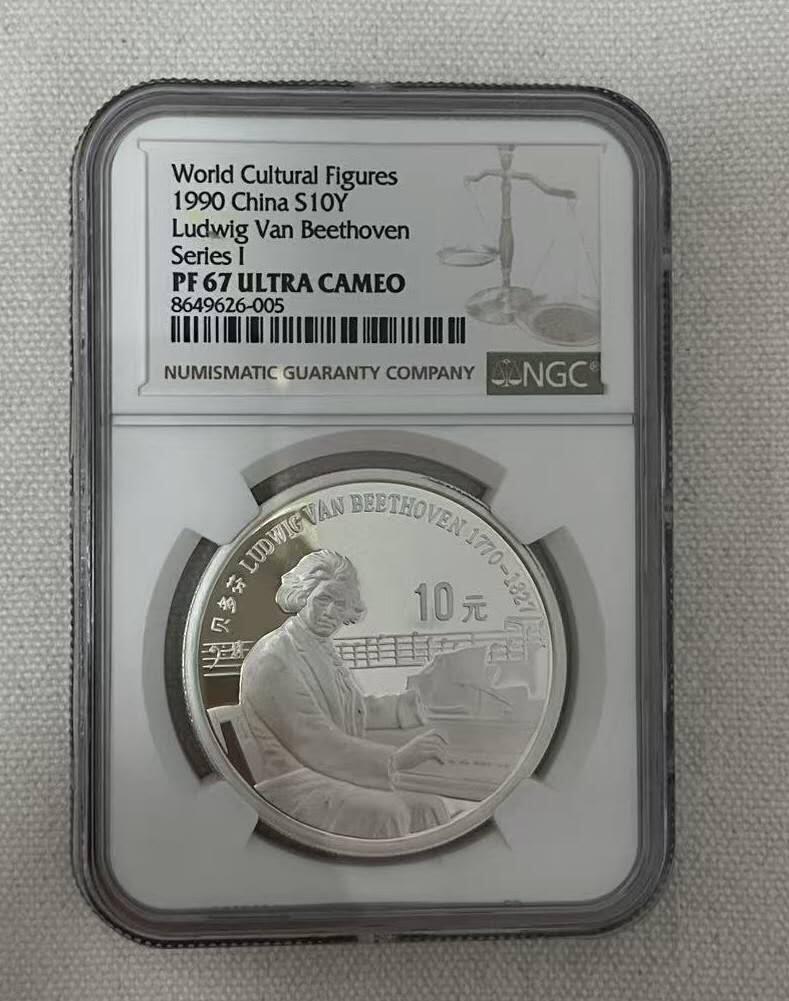 World Cultural Figures
1990 China S10Y
Ludwig Van Beethoven
Series I
PF 67 ULTRA CAMEO
8649626-005
NUMISMATIC GUARANTY COMPANY
NGC®
贝多芬 LUDWIG VAN BEETHOVEN 1770-1827
10元